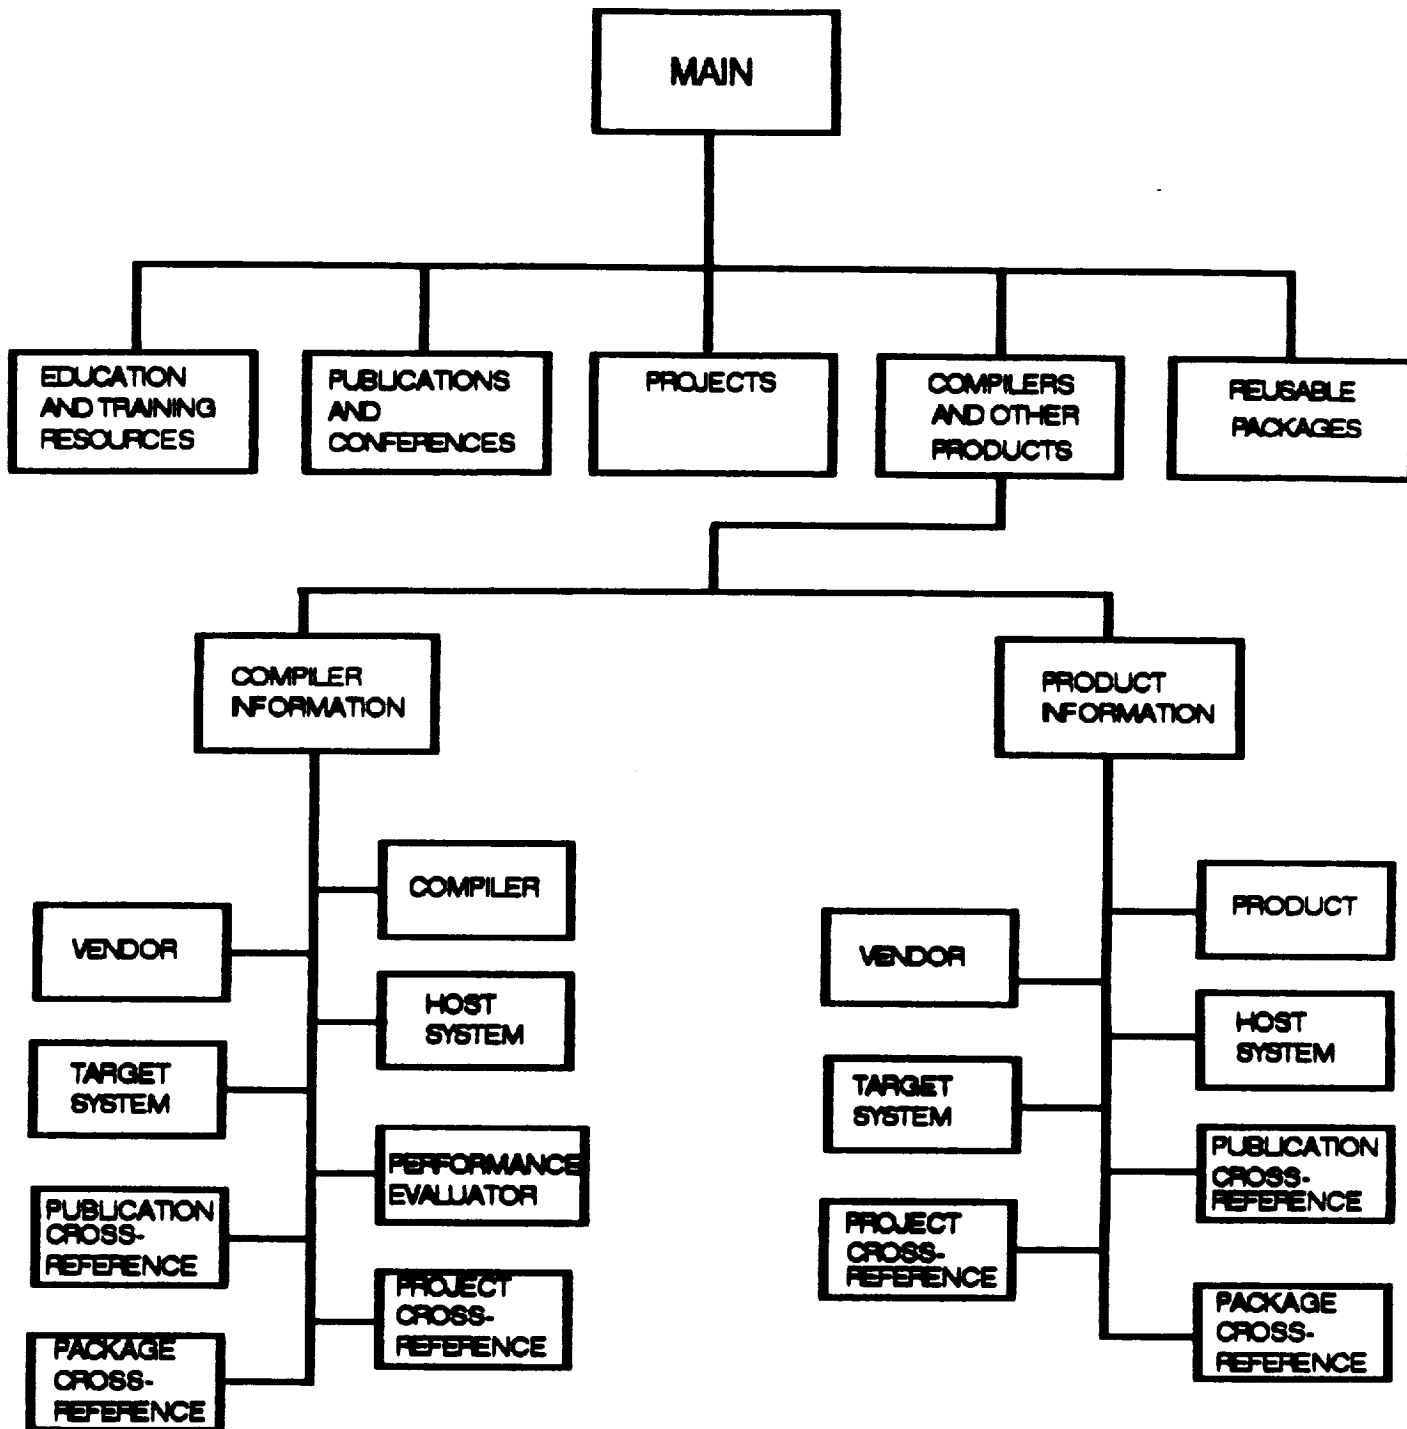 MAIN
EDUCATION
AND TRAINING
RESOURCES
PUBLICATIONS
AND
CONFERENCES
PROJECTS
COMPILERS
AND OTHER
PRODUCTS
REUSABLE
PACKAGES
COMPILER
INFORMATION
PRODUCT
INFORMATION
COMPILER
VENDOR
HOST
SYSTEM
TARGET
SYSTEM
PERFORMANCE
EVALUATOR
PUBLICATION
CROSS-
REFERENCE
PROJECT
CROSS-
REFERENCE
PACKAGE
CROSS-
REFERENCE
PRODUCT
VENDOR
HOST
SYSTEM
TARGET
SYSTEM
PUBLICATION
CROSS-
REFERENCE
PROJECT
CROSS-
REFERENCE
PACKAGE
CROSS-
REFERENCE